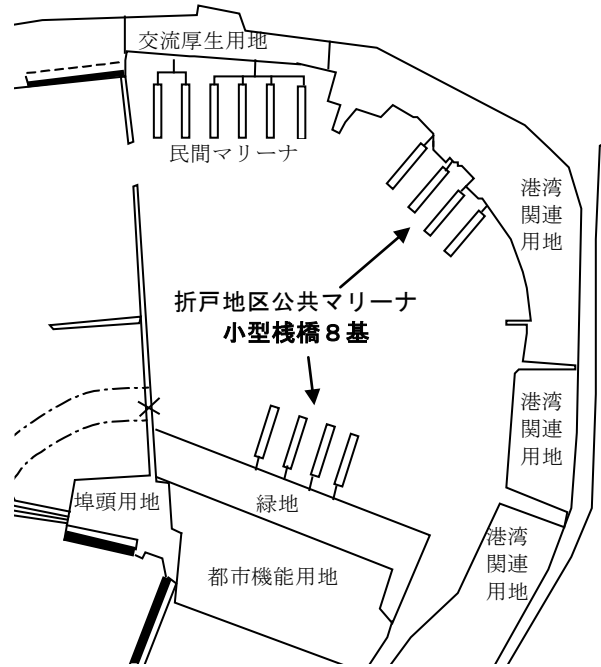 交流厚生用地
民間マリーナ
港湾
関連
用地
折戸地区公共マリーナ
小型桟橋８基
港湾
関連
用地
埠頭用地
緑地
港湾
関連
用地
都市機能用地